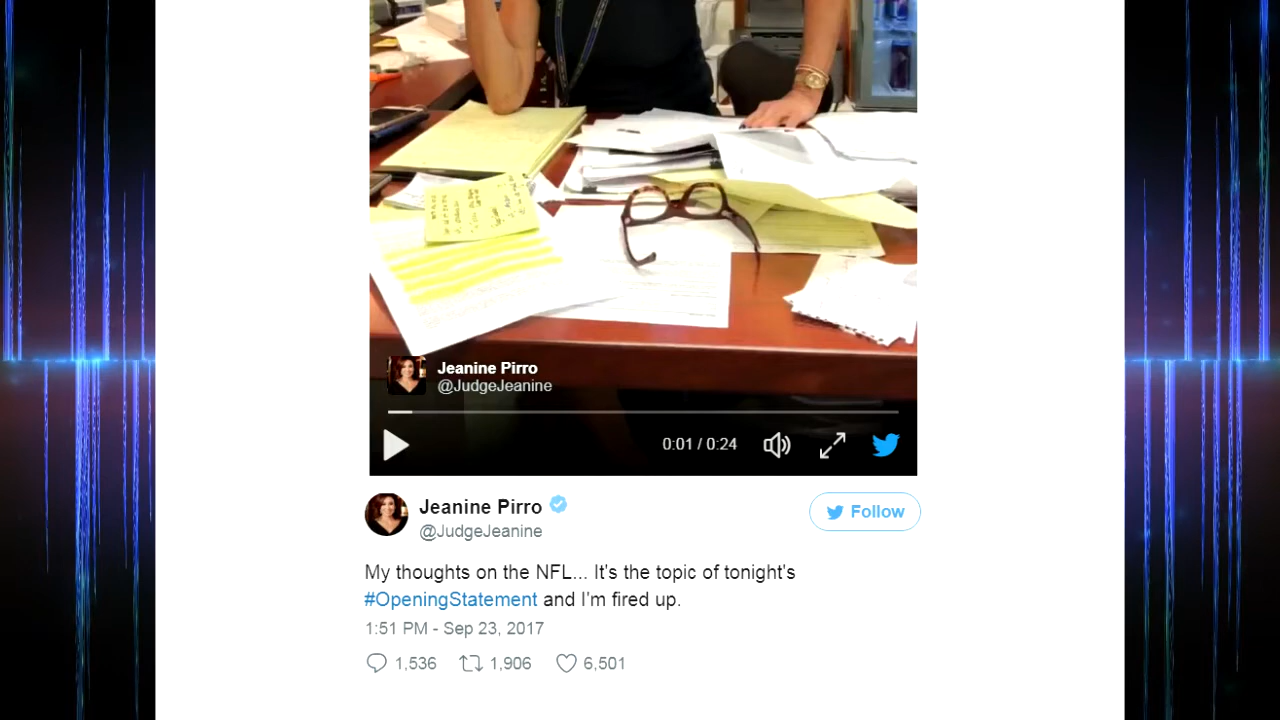 Jeanine Pirro
@JudgeJeanine
0:01 / 0:24
Jeanine Pirro
@JudgeJeanine
Follow
My thoughts on the NFL... It's the topic of tonight's
#OpeningStatement and I'm fired up.
1:51 PM - Sep 23, 2017
1,536 1,906 6,501